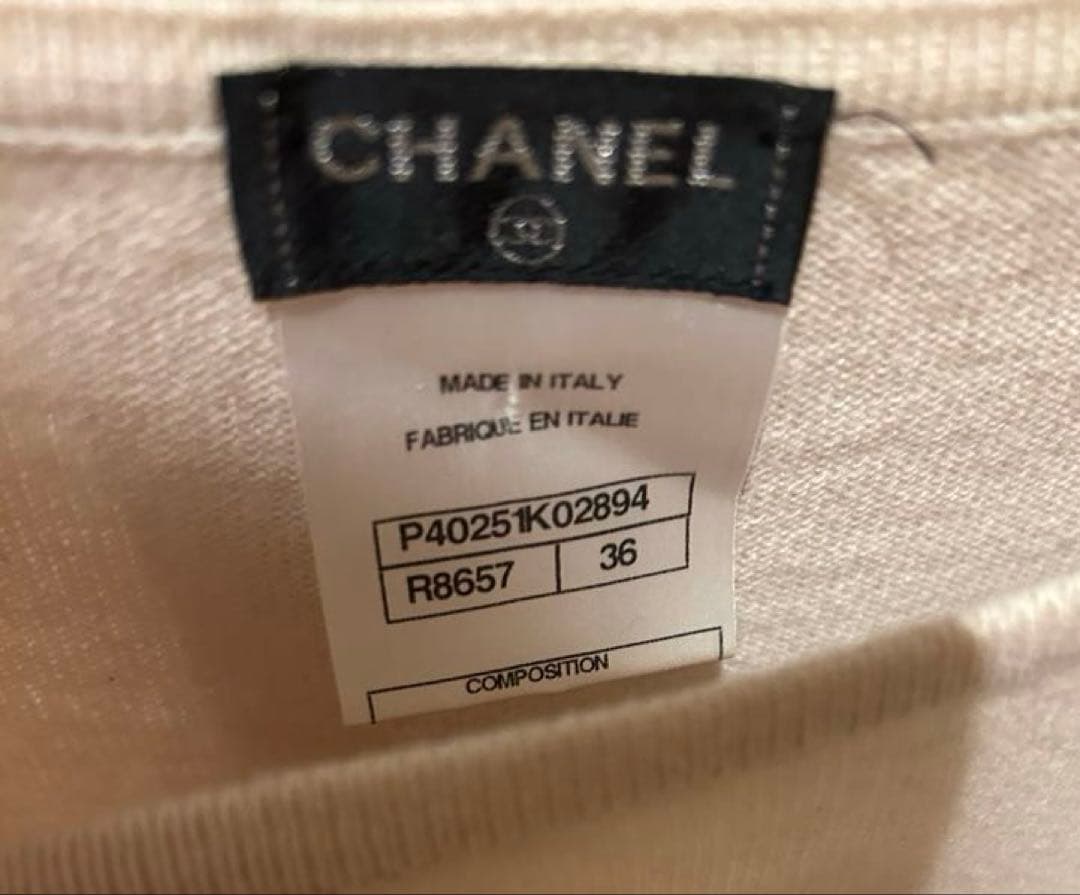 CHANEL
MADE IN ITALY
FABRIQUE EN ITALIE
P40251K02894
R8657 36
COMPOSITION